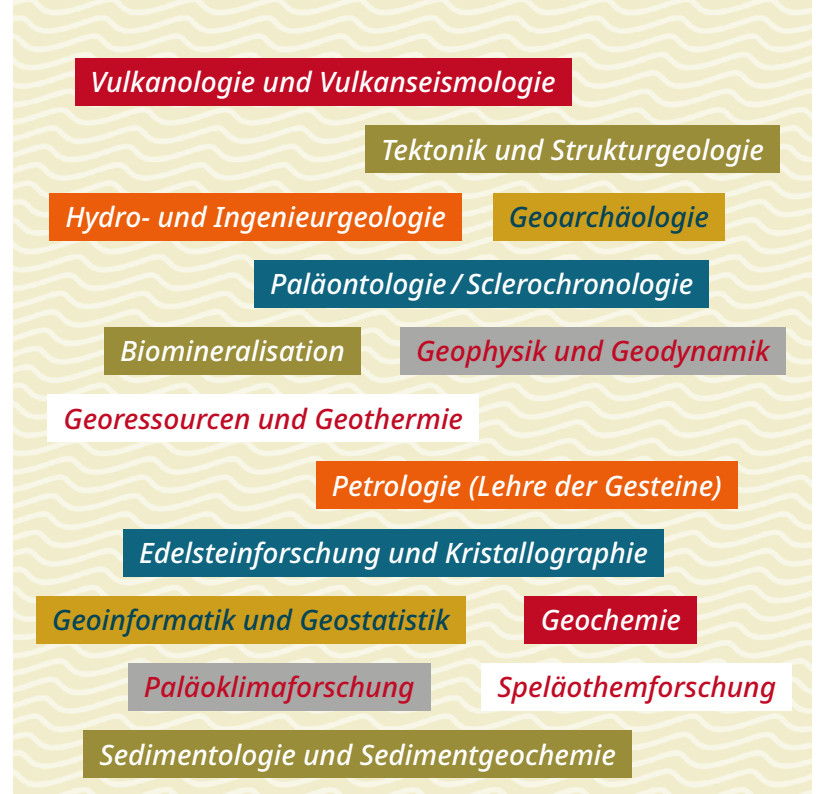 Vulkanologie und Vulkanseismologie
Tektonik und Strukturgeologie
Hydro- und Ingenieurgeologie
Geoarchäologie
Paläontologie / Sclerochronologie
Biomineralisation
Geophysik und Geodynamik
Georessourcen und Geothermie
Petrologie (Lehre der Gesteine)
Edelsteinforschung und Kristallographie
Geoinformatik und Geostatistik
Geochemie
Paläoklimaforschung
Speläothemforschung
Sedimentologie und Sedimentgeochemie